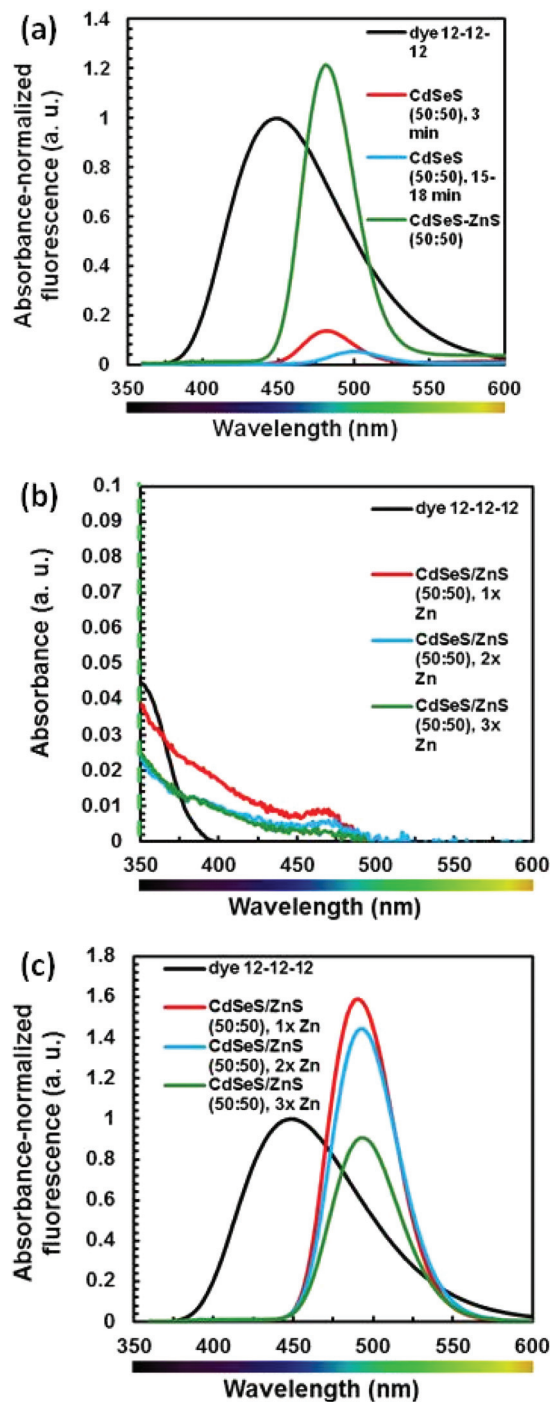 (a)
Absorbance-normalized
fluorescence (a. u.)
1.4
1.2
1
0.8
0.6
0.4
0.2
0
dye 12-12-
12
CdSeS
(50:50), 3
min
CdSeS
(50:50), 15-
18 min
CdSeS-ZnS
(50:50)
350 400 450 500 550 600
Wavelength (nm)
(b)
Absorbance (a. u.)
0.1
0.09
0.08
0.07
0.06
0.05
0.04
0.03
0.02
0.01
0
dye 12-12-12
CdSeS/ZnS
(50:50), 1x
Zn
CdSeS/ZnS
(50:50), 2x
Zn
CdSeS/ZnS
(50:50), 3x
Zn
350 400 450 500 550 600
Wavelength (nm)
(c)
Absorbance-normalized
fluorescence (a. u.)
1.8
1.6
1.4
1.2
1
0.8
0.6
0.4
0.2
0
dye 12-12-12
CdSeS/ZnS
(50:50), 1x Zn
CdSeS/ZnS
(50:50), 2x Zn
CdSeS/ZnS
(50:50), 3x Zn
350 400 450 500 550 600
Wavelength (nm)